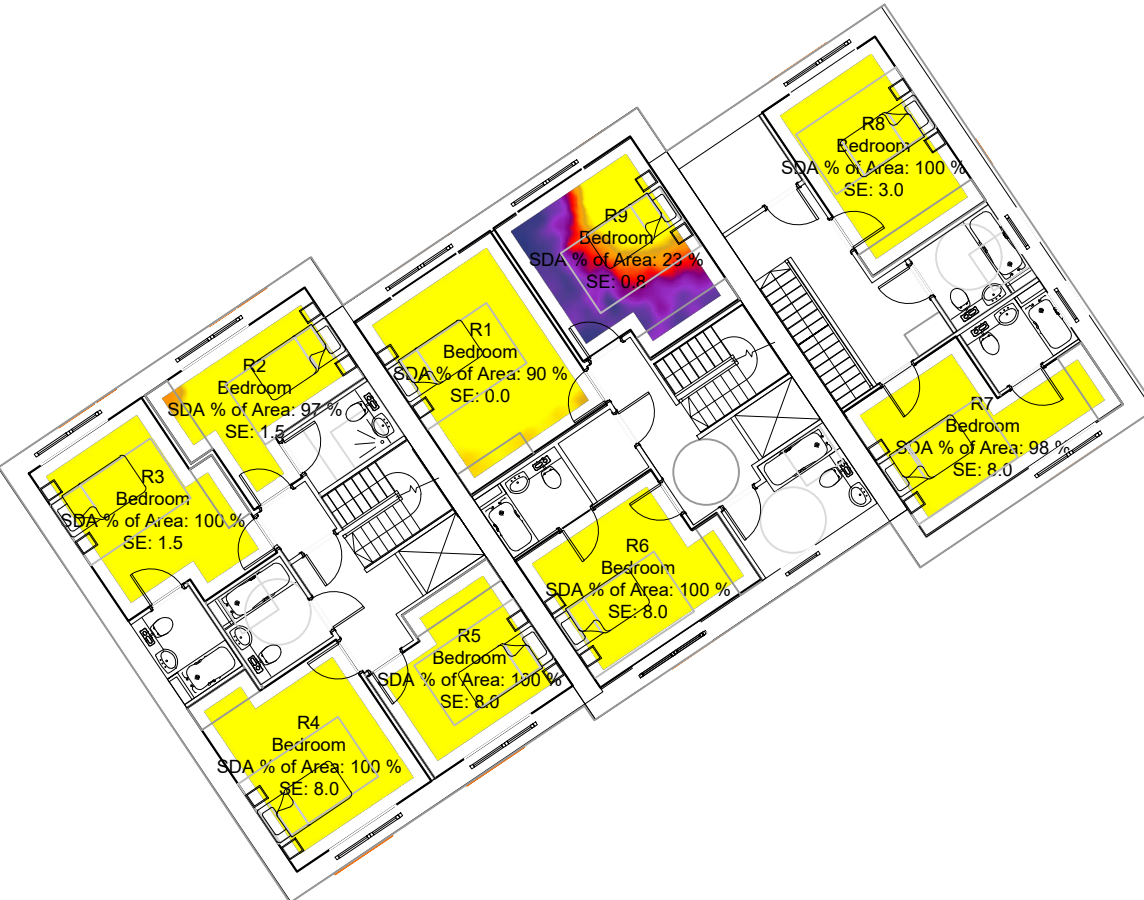 R8
Bedroom
SDA % of Area: 100 %
SE: 3.0
R9
Bedroom
SDA % of Area: 23 %
SE: 0.8
R1
Bedroom
SDA % of Area: 90 %
SE: 0.0
R2
Bedroom
SDA % of Area: 97 %
SE: 1.5
R7
Bedroom
SDA % of Area: 98 %
SE: 8.0
R3
Bedroom
SDA % of Area: 100 %
SE: 1.5
R6
Bedroom
SDA % of Area: 100 %
SE: 8.0
R5
Bedroom
SDA % of Area: 100 %
SE: 8.0
R4
Bedroom
SDA % of Area: 100 %
SE: 8.0